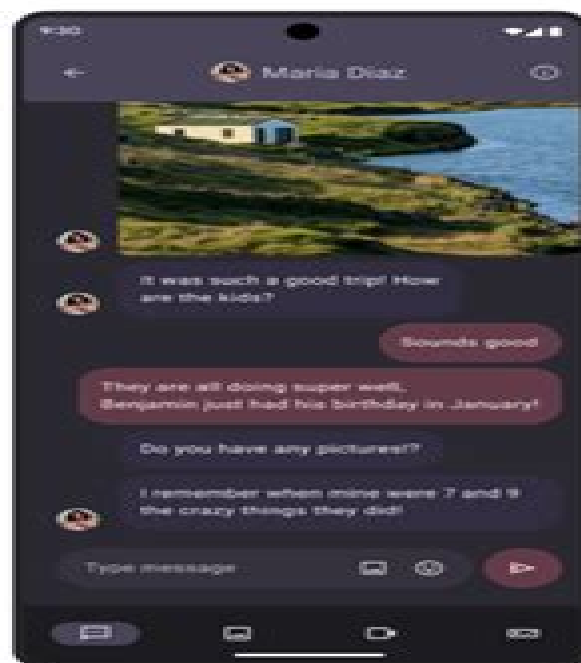 9:30
Maria Diaz
It was such a good trip! How
are the kids?
Sounds good
They are all doing super well.
Benjamin just had his birthday in January!
Do you have any pictures!?
I remember when mine were 7 and 9
the crazy things they did!
Type message